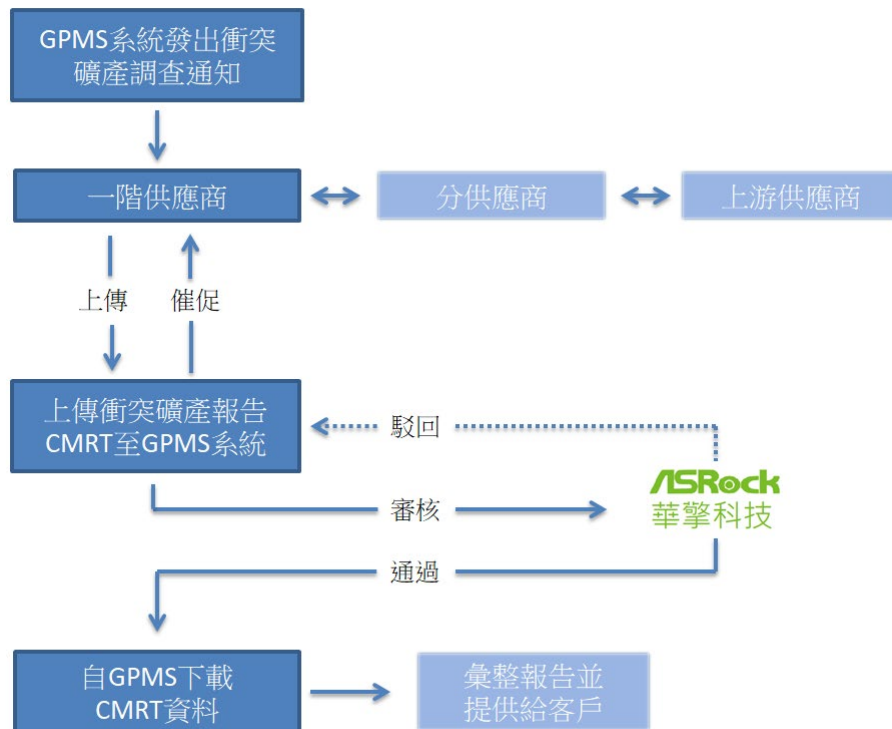 GPMS系統發出衝突
礦產調查通知
一階供應商
分供應商
上游供應商
上傳
催促
上傳衝突礦產報告
CMRT至GPMS系統
駁回
ASRock
華擎科技
審核
通過
自GPMS下載
CMRT資料
彙整報告並
提供給客戶